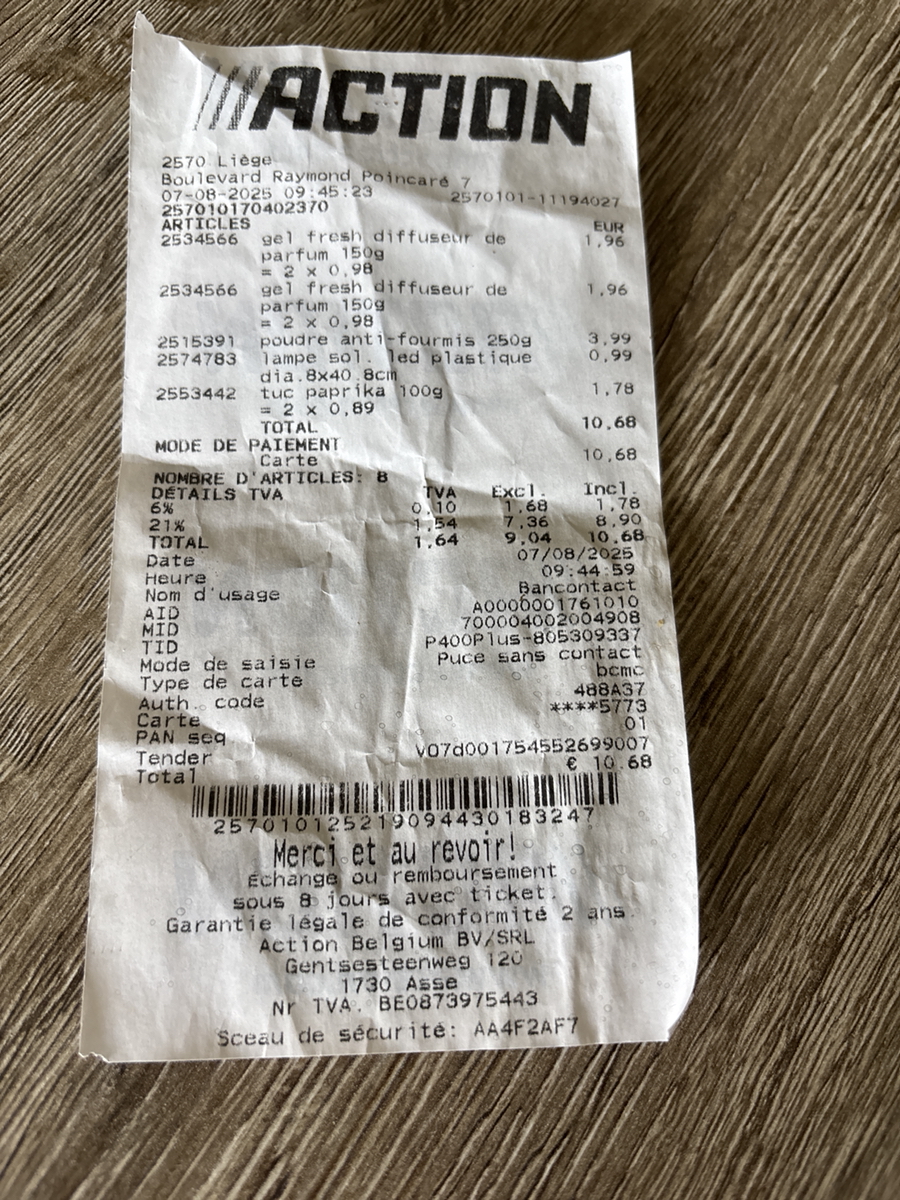 ACTION
2570 Liège
Boulevard Raymond Poincaré 7
07-08-2025 09:45:23 2570101-11194027
257010170402370
ARTICLES EUR
2534566 gel fresh diffuseur de 1,96
parfum 150g
= 2 x 0,98
2534566 gel fresh diffuseur de 1,96
parfum 150g
= 2 x 0,98
2515391 poudre anti-fourmis 250g 3,99
2574783 lampe sol. led plastique 0,99
dia.8x40.8cm
2553442 tuc paprika 100g 1,78
= 2 x 0,89
TOTAL 10,68
MODE DE PAIEMENT
Carte 10,68
NOMBRE D'ARTICLES: 8
DÉTAILS TVA TVA Excl. Incl.
6% 0,10 1,68 1,78
21% 1,54 7,36 8,90
TOTAL 1,64 9,04 10,68
Date 07/08/2025
Heure 09:44:59
Nom d'usage Bancontact
AID A0000001761010
MID 700004002004908
TID P400Plus-805309337
Mode de saisie Puce sans contact
Type de carte bcmc
Auth. code 488A37
Carte ****5773
PAN seq 01
Tender V07d001754552699007
Total € 10.68
2570101252190944301832​47
Merci et au revoir!
Échange ou remboursement
sous 8 jours avec ticket.
Garantie légale de conformité 2 ans.
Action Belgium BV/SRL
Gentsesteenweg 120
1730 Asse
Nr TVA. BE0873975443
Sceau de sécurité: AA4F2AF7